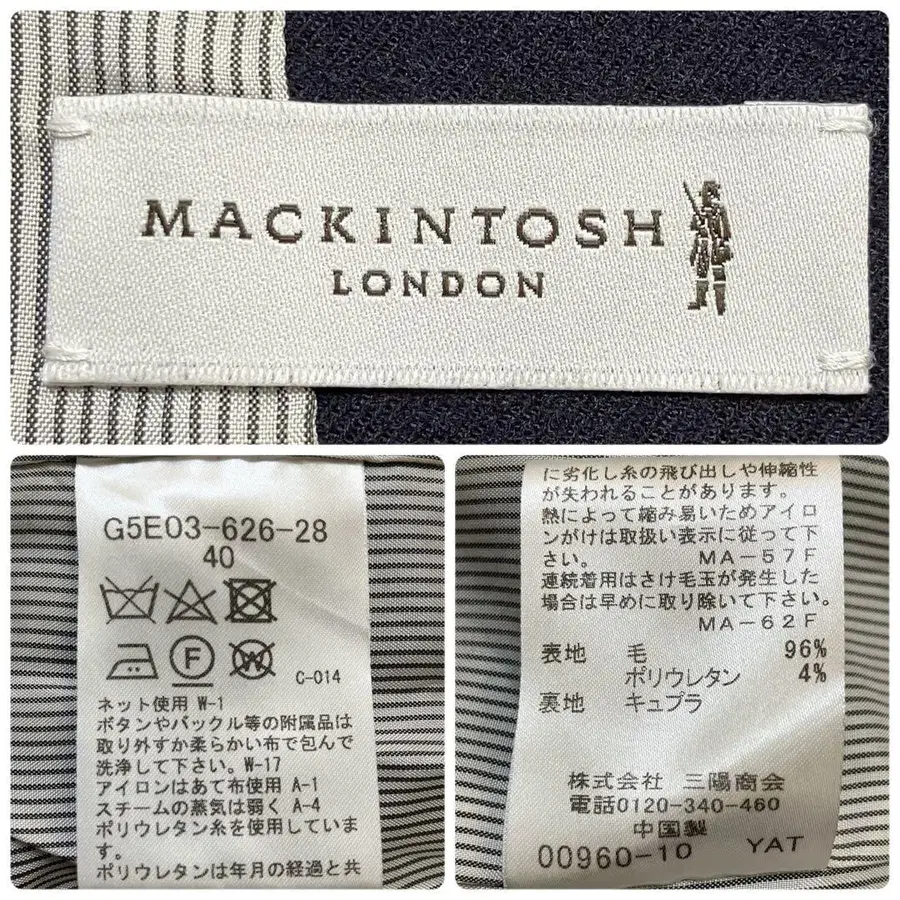 MACKINTOSH
LONDON
G5E03-626-28
40
F
W
C-014
ネット使用 W-1
ボタンやバックル等の附属品は
取り外すか柔らかい布で包んで
洗浄して下さい。W-17
アイロンはあて布使用 A-1
スチームの蒸気は弱く A-4
ポリウレタン糸を使用していま
す。
ポリウレタンは年月の経過と共
に劣化し糸の飛び出しや伸縮性
が失われることがあります。
熱によって縮み易いためアイロ
ンがけは取扱い表示に従って下
さい。 MA-57F
連続着用はさけ毛玉が発生した
場合は早めに取り除いて下さい。
MA-62F
表地 毛 96%
ポリウレタン 4%
裏地 キュプラ
株式会社 三陽商会
電話0120-340-460
中国製
00960-10 YAT